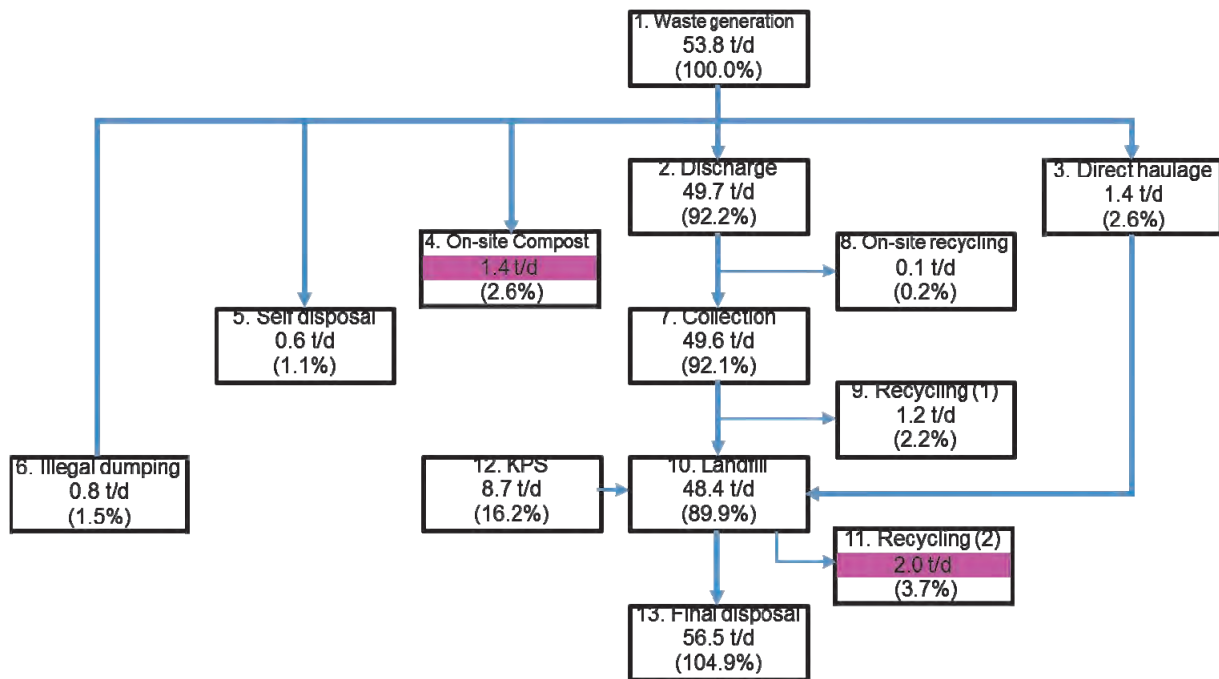 1. Waste generation
53.8 t/d
(100.0%)
2. Discharge
49.7 t/d
(92.2%)
3. Direct haulage
1.4 t/d
(2.6%)
4. On-site Compost
1.4 t/d
(2.6%)
8. On-site recycling
0.1 t/d
(0.2%)
5. Self disposal
0.6 t/d
(1.1%)
7. Collection
49.6 t/d
(92.1%)
9. Recycling (1)
1.2 t/d
(2.2%)
6. Illegal dumping
0.8 t/d
(1.5%)
12. KPS
8.7 t/d
(16.2%)
10. Landfill
48.4 t/d
(89.9%)
11. Recycling (2)
2.0 t/d
(3.7%)
13. Final disposal
56.5 t/d
(104.9%)